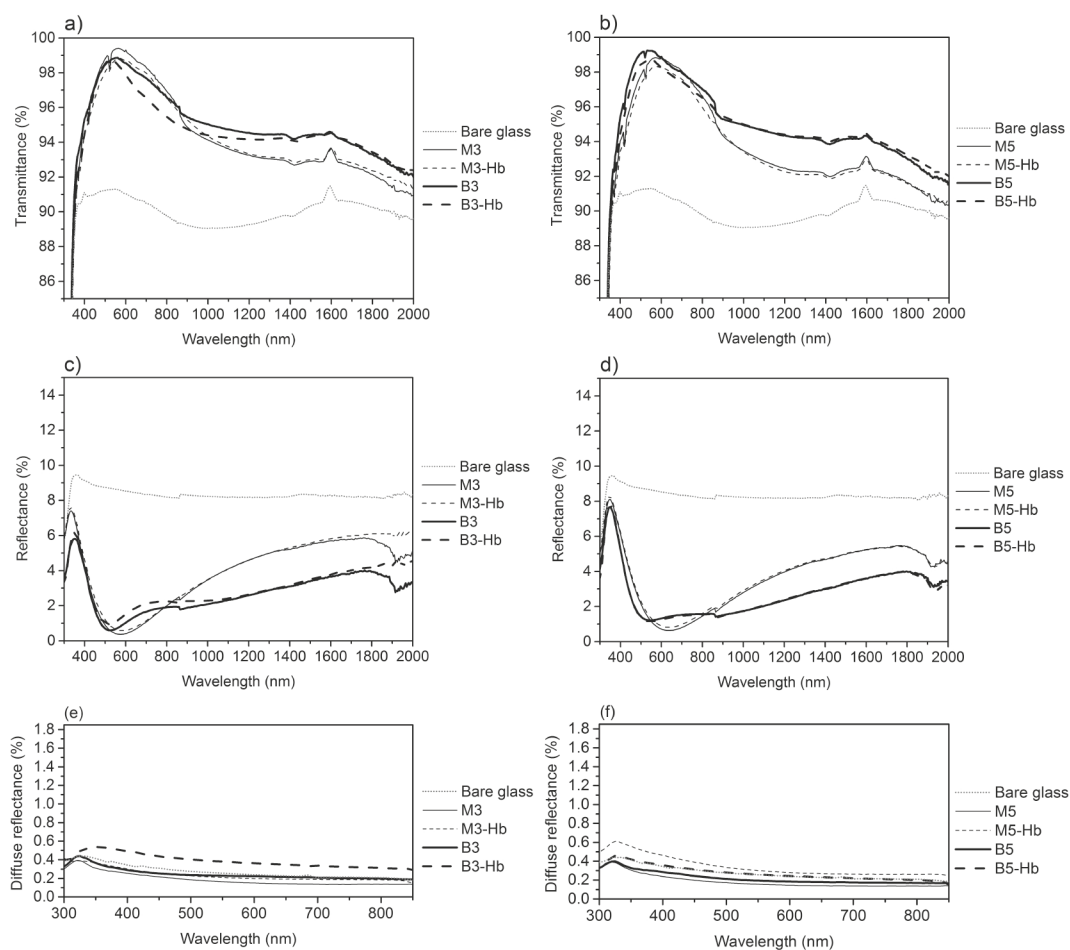 a)
100
98
96
94
92
90
88
86
Transmittance (%)
400 600 800 1000 1200 1400 1600 1800 2000
Wavelength (nm)
Bare glass
M3
M3-Hb
B3
B3-Hb
b)
100
98
96
94
92
90
88
86
Transmittance (%)
400 600 800 1000 1200 1400 1600 1800 2000
Wavelength (nm)
Bare glass
M5
M5-Hb
B5
B5-Hb
c)
14
12
10
8
6
4
2
0
Reflectance (%)
400 600 800 1000 1200 1400 1600 1800 2000
Wavelength (nm)
Bare glass
M3
M3-Hb
B3
B3-Hb
d)
14
12
10
8
6
4
2
0
Reflectance (%)
400 600 800 1000 1200 1400 1600 1800 2000
Wavelength (nm)
Bare glass
M5
M5-Hb
B5
B5-Hb
(e)
1.8
1.6
1.4
1.2
1.0
0.8
0.6
0.4
0.2
0.0
Diffuse reflectance (%)
300 400 500 600 700 800
Wavelength (nm)
Bare glass
M3
M3-Hb
B3
B3-Hb
(f)
1.8
1.6
1.4
1.2
1.0
0.8
0.6
0.4
0.2
0.0
Diffuse reflectance (%)
300 400 500 600 700 800
Wavelength (nm)
Bare glass
M5
M5-Hb
B5
B5-Hb